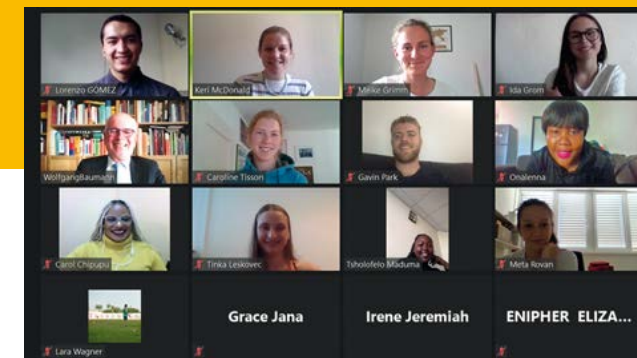 Lorenzo GÓMEZ
Keri McDonald
Meike Grimm
Ida Grom
WolfgangBaumann
Caroline Tisson
Gavin Park
Onalenna
Carol Chipupu
Tinka Leskovec
Tsholofelo Maduma
Meta Rovan
Lara Wagner
Grace Jana
Irene Jeremiah
ENIPHER ELIZA...